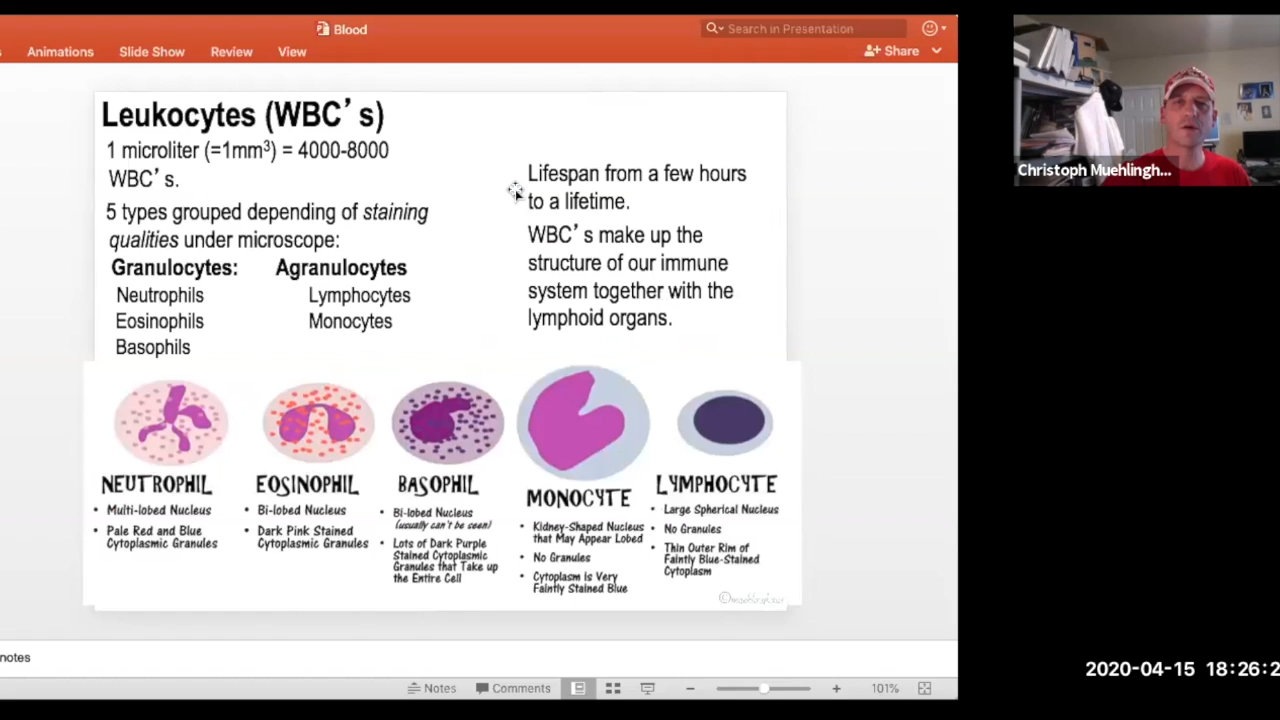 Blood
Search in Presentation
Animations Slide Show Review View
Share
Leukocytes (WBC’s)
1 microliter (=1mm³) = 4000-8000
WBC’s.
5 types grouped depending of staining
qualities under microscope:
Granulocytes: Agranulocytes
Neutrophils Lymphocytes
Eosinophils Monocytes
Basophils
Lifespan from a few hours
to a lifetime.
WBC’s make up the
structure of our immune
system together with the
lymphoid organs.
NEUTROPHIL
• Multi-lobed Nucleus
• Pale Red and Blue
Cytoplasmic Granules
EOSINOPHIL
• Bi-lobed Nucleus
• Dark Pink Stained
Cytoplasmic Granules
BASOPHIL
• Bi-lobed Nucleus
(usually can't be seen)
• Lots of Dark Purple
Stained Cytoplasmic
Granules that Take up
the Entire Cell
MONOCYTE
• Kidney-Shaped Nucleus
that May Appear Lobed
• No Granules
• Cytoplasm is Very
Faintly Stained Blue
LYMPHOCYTE
• Large Spherical Nucleus
• No Granules
• Thin Outer Rim of
Faintly Blue-Stained
Cytoplasm
notes
Notes Comments 101%
Christoph Muehlingh...
2020-04-15 18:26:2